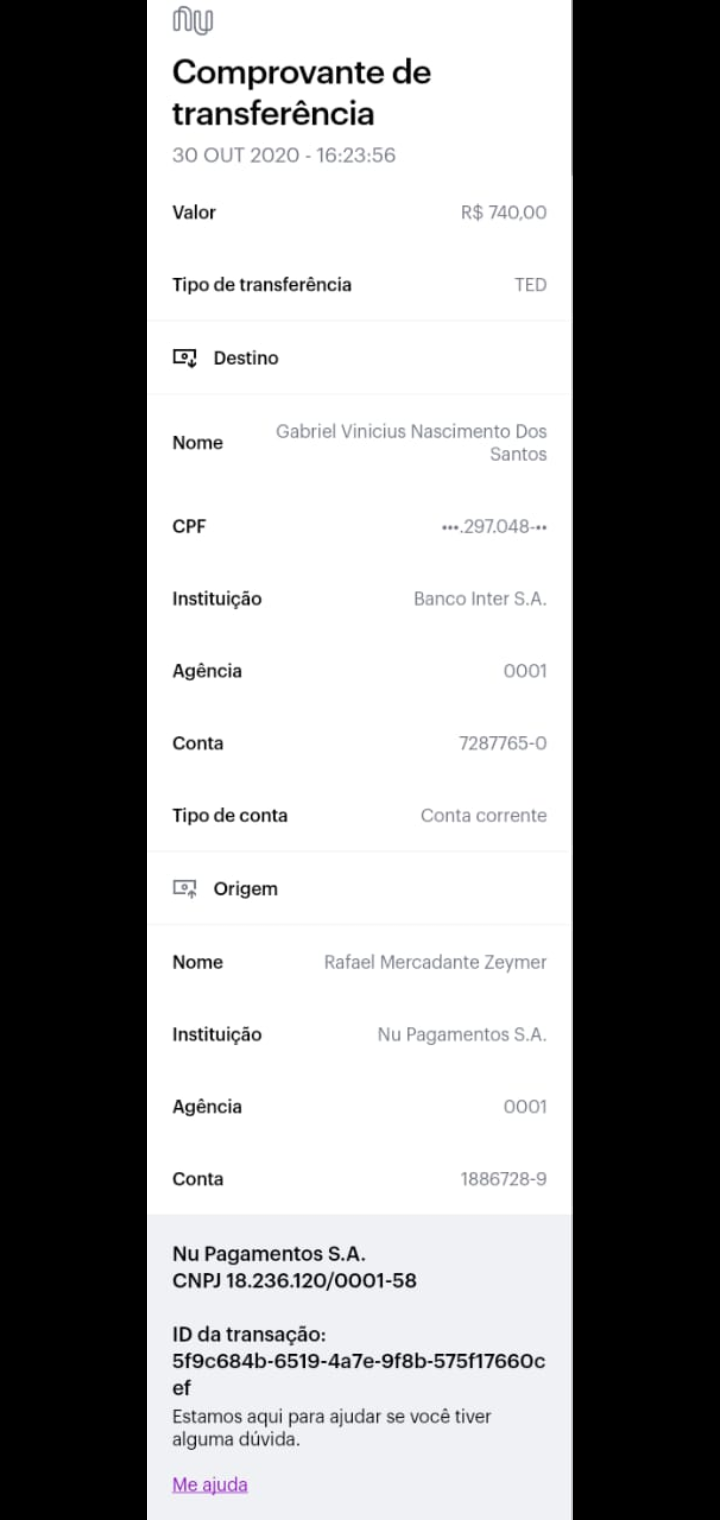 nu
Comprovante de
transferência
30 OUT 2020 - 16:23:56
Valor R$ 740,00
Tipo de transferência TED
Destino
Nome Gabriel Vinicius Nascimento Dos
Santos
CPF •••.297.048-••
Instituição Banco Inter S.A.
Agência 0001
Conta 7287765-0
Tipo de conta Conta corrente
Origem
Nome Rafael Mercadante Zeymer
Instituição Nu Pagamentos S.A.
Agência 0001
Conta 1886728-9
Nu Pagamentos S.A.
CNPJ 18.236.120/0001-58
ID da transação:
5f9c684b-6519-4a7e-9f8b-575f17660c
ef
Estamos aqui para ajudar se você tiver
alguma dúvida.
Me ajuda